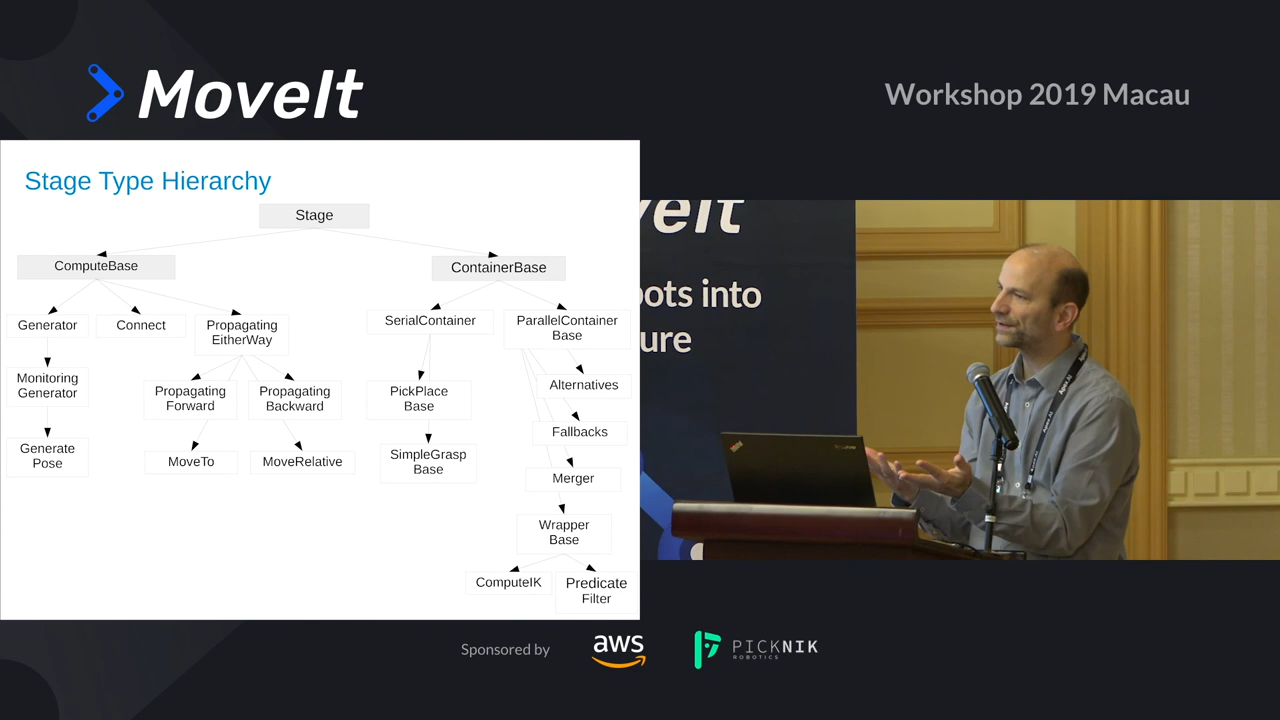 MoveIt
Workshop 2019 Macau
Stage Type Hierarchy
Stage
ComputeBase
ContainerBase
Generator
Connect
Propagating
EitherWay
SerialContainer
ParallelContainer
Base
Monitoring
Generator
Propagating
Forward
Propagating
Backward
PickPlace
Base
Alternatives
Generate
Pose
MoveTo
MoveRelative
SimpleGrasp
Base
Fallbacks
Merger
Wrapper
Base
ComputeIK
Predicate
Filter
veIt
ots into
ure
Sponsored by
aws
PICKNIK
ROBOTICS